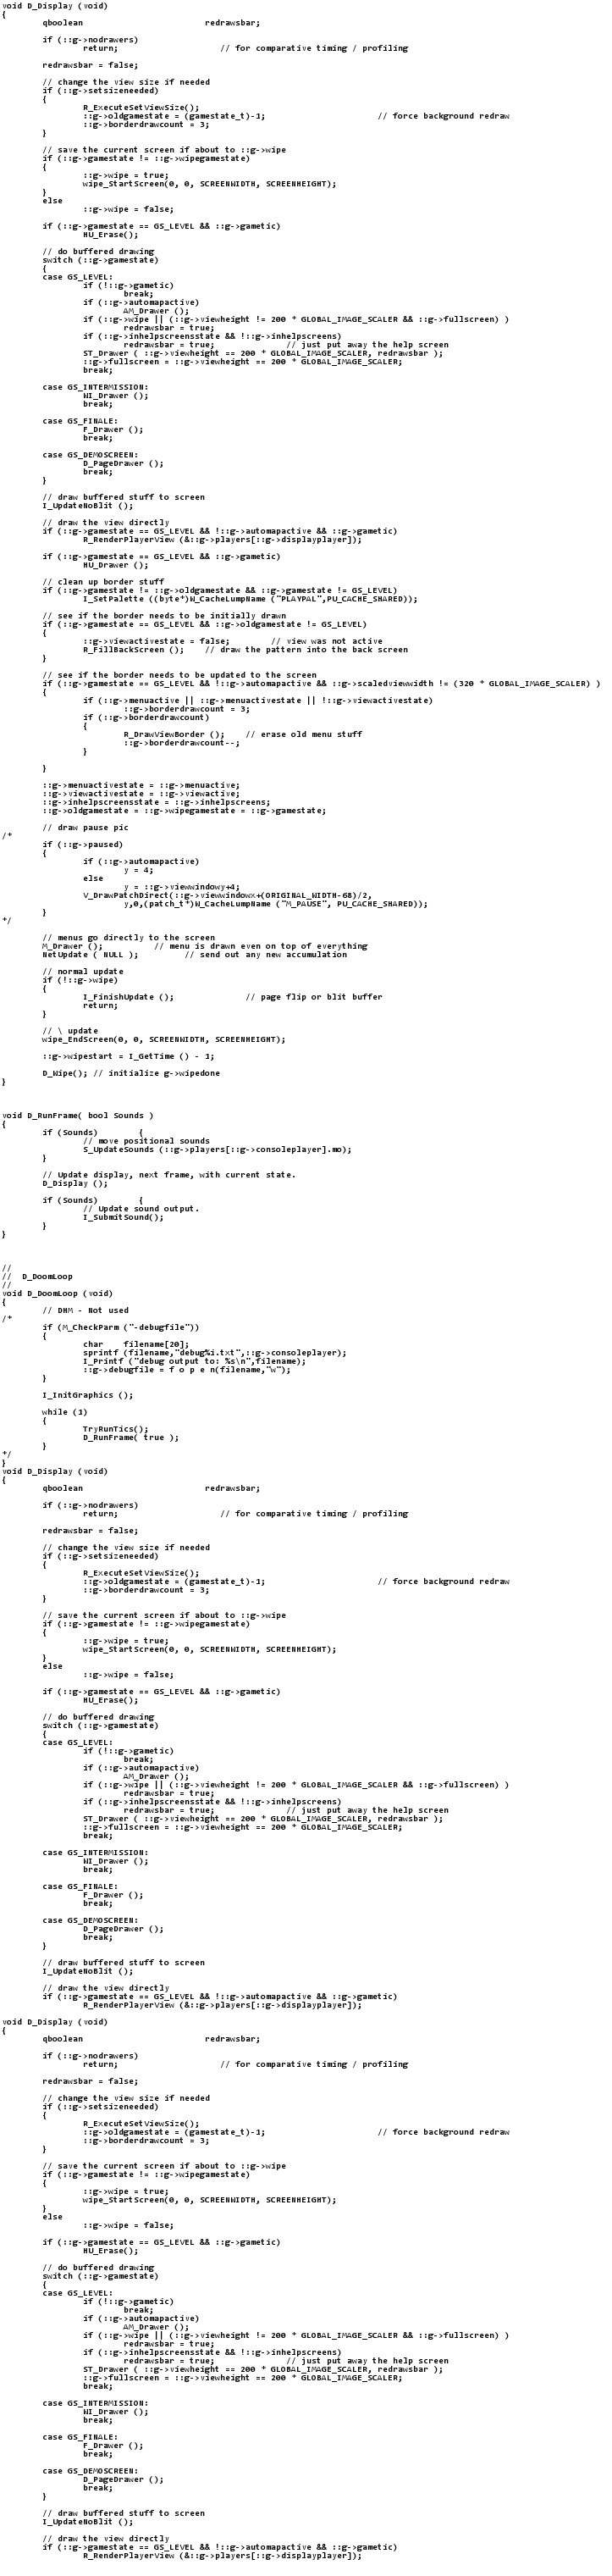 void D_Display (void)
{
qboolean redrawsbar;
if (::g->nodrawers)
return; // for comparative timing / profiling
redrawsbar = false;
// change the view size if needed
if (::g->setsizeneeded)
{
R_ExecuteSetViewSize();
::g->oldgamestate = (gamestate_t)-1; // force background redraw
::g->borderdrawcount = 3;
}
// save the current screen if about to ::g->wipe
if (::g->gamestate != ::g->wipegamestate)
{
::g->wipe = true;
wipe_StartScreen(0, 0, SCREENWIDTH, SCREENHEIGHT);
}
else
::g->wipe = false;
if (::g->gamestate == GS_LEVEL && ::g->gametic)
HU_Erase();
// do buffered drawing
switch (::g->gamestate)
{
case GS_LEVEL:
if (!::g->gametic)
break;
if (::g->automapactive)
AM_Drawer ();
if (::g->wipe || (::g->viewheight != 200 * GLOBAL_IMAGE_SCALER && ::g->fullscreen) )
redrawsbar = true;
if (::g->inhelpscreensstate && !::g->inhelpscreens)
redrawsbar = true; // just put away the help screen
ST_Drawer ( ::g->viewheight == 200 * GLOBAL_IMAGE_SCALER, redrawsbar );
::g->fullscreen = ::g->viewheight == 200 * GLOBAL_IMAGE_SCALER;
break;
case GS_INTERMISSION:
WI_Drawer ();
break;
case GS_FINALE:
F_Drawer ();
break;
case GS_DEMOSCREEN:
D_PageDrawer ();
break;
}
// draw buffered stuff to screen
I_UpdateNoBlit ();
// draw the view directly
if (::g->gamestate == GS_LEVEL && !::g->automapactive && ::g->gametic)
R_RenderPlayerView (&::g->players[::g->displayplayer]);
if (::g->gamestate == GS_LEVEL && ::g->gametic)
HU_Drawer ();
// clean up border stuff
if (::g->gamestate != ::g->oldgamestate && ::g->gamestate != GS_LEVEL)
I_SetPalette ((byte*)W_CacheLumpName ("PLAYPAL",PU_CACHE_SHARED));
// see if the border needs to be initially drawn
if (::g->gamestate == GS_LEVEL && ::g->oldgamestate != GS_LEVEL)
{
::g->viewactivestate = false; // view was not active
R_FillBackScreen (); // draw the pattern into the back screen
}
// see if the border needs to be updated to the screen
if (::g->gamestate == GS_LEVEL && !::g->automapactive && ::g->scaledviewwidth != (320 * GLOBAL_IMAGE_SCALER) )
{
if (::g->menuactive || ::g->menuactivestate || !::g->viewactivestate)
::g->borderdrawcount = 3;
if (::g->borderdrawcount)
{
R_DrawViewBorder (); // erase old menu stuff
::g->borderdrawcount--;
}
}
::g->menuactivestate = ::g->menuactive;
::g->viewactivestate = ::g->viewactive;
::g->inhelpscreensstate = ::g->inhelpscreens;
::g->oldgamestate = ::g->wipegamestate = ::g->gamestate;
// draw pause pic
/*
if (::g->paused)
{
if (::g->automapactive)
y = 4;
else
y = ::g->viewwindowy+4;
V_DrawPatchDirect(::g->viewwindowx+(ORIGINAL_WIDTH-68)/2,
y,0,(patch_t*)W_CacheLumpName ("M_PAUSE", PU_CACHE_SHARED));
}
*/
// menus go directly to the screen
M_Drawer (); // menu is drawn even on top of everything
NetUpdate ( NULL ); // send out any new accumulation
// normal update
if (!::g->wipe)
{
I_FinishUpdate (); // page flip or blit buffer
return;
}
// \ update
wipe_EndScreen(0, 0, SCREENWIDTH, SCREENHEIGHT);
::g->wipestart = I_GetTime () - 1;
D_Wipe(); // initialize g->wipedone
}
void D_RunFrame( bool Sounds )
{
if (Sounds) {
// move positional sounds
S_UpdateSounds (::g->players[::g->consoleplayer].mo);
}
// Update display, next frame, with current state.
D_Display ();
if (Sounds) {
// Update sound output.
I_SubmitSound();
}
}
//
// D_DoomLoop
//
void D_DoomLoop (void)
{
// DHM - Not used
/*
if (M_CheckParm ("-debugfile"))
{
char filename[20];
sprintf (filename,"debug%i.txt",::g->consoleplayer);
I_Printf ("debug output to: %s\n",filename);
::g->debugfile = f o p e n(filename,"w");
}
I_InitGraphics ();
while (1)
{
TryRunTics();
D_RunFrame( true );
}
*/
}
void D_Display (void)
{
qboolean redrawsbar;
if (::g->nodrawers)
return; // for comparative timing / profiling
redrawsbar = false;
// change the view size if needed
if (::g->setsizeneeded)
{
R_ExecuteSetViewSize();
::g->oldgamestate = (gamestate_t)-1; // force background redraw
::g->borderdrawcount = 3;
}
// save the current screen if about to ::g->wipe
if (::g->gamestate != ::g->wipegamestate)
{
::g->wipe = true;
wipe_StartScreen(0, 0, SCREENWIDTH, SCREENHEIGHT);
}
else
::g->wipe = false;
if (::g->gamestate == GS_LEVEL && ::g->gametic)
HU_Erase();
// do buffered drawing
switch (::g->gamestate)
{
case GS_LEVEL:
if (!::g->gametic)
break;
if (::g->automapactive)
AM_Drawer ();
if (::g->wipe || (::g->viewheight != 200 * GLOBAL_IMAGE_SCALER && ::g->fullscreen) )
redrawsbar = true;
if (::g->inhelpscreensstate && !::g->inhelpscreens)
redrawsbar = true; // just put away the help screen
ST_Drawer ( ::g->viewheight == 200 * GLOBAL_IMAGE_SCALER, redrawsbar );
::g->fullscreen = ::g->viewheight == 200 * GLOBAL_IMAGE_SCALER;
break;
case GS_INTERMISSION:
WI_Drawer ();
break;
case GS_FINALE:
F_Drawer ();
break;
case GS_DEMOSCREEN:
D_PageDrawer ();
break;
}
// draw buffered stuff to screen
I_UpdateNoBlit ();
// draw the view directly
if (::g->gamestate == GS_LEVEL && !::g->automapactive && ::g->gametic)
R_RenderPlayerView (&::g->players[::g->displayplayer]);
void D_Display (void)
{
qboolean redrawsbar;
if (::g->nodrawers)
return; // for comparative timing / profiling
redrawsbar = false;
// change the view size if needed
if (::g->setsizeneeded)
{
R_ExecuteSetViewSize();
::g->oldgamestate = (gamestate_t)-1; // force background redraw
::g->borderdrawcount = 3;
}
// save the current screen if about to ::g->wipe
if (::g->gamestate != ::g->wipegamestate)
{
::g->wipe = true;
wipe_StartScreen(0, 0, SCREENWIDTH, SCREENHEIGHT);
}
else
::g->wipe = false;
if (::g->gamestate == GS_LEVEL && ::g->gametic)
HU_Erase();
// do buffered drawing
switch (::g->gamestate)
{
case GS_LEVEL:
if (!::g->gametic)
break;
if (::g->automapactive)
AM_Drawer ();
if (::g->wipe || (::g->viewheight != 200 * GLOBAL_IMAGE_SCALER && ::g->fullscreen) )
redrawsbar = true;
if (::g->inhelpscreensstate && !::g->inhelpscreens)
redrawsbar = true; // just put away the help screen
ST_Drawer ( ::g->viewheight == 200 * GLOBAL_IMAGE_SCALER, redrawsbar );
::g->fullscreen = ::g->viewheight == 200 * GLOBAL_IMAGE_SCALER;
break;
case GS_INTERMISSION:
WI_Drawer ();
break;
case GS_FINALE:
F_Drawer ();
break;
case GS_DEMOSCREEN:
D_PageDrawer ();
break;
}
// draw buffered stuff to screen
I_UpdateNoBlit ();
// draw the view directly
if (::g->gamestate == GS_LEVEL && !::g->automapactive && ::g->gametic)
R_RenderPlayerView (&::g->players[::g->displayplayer]);